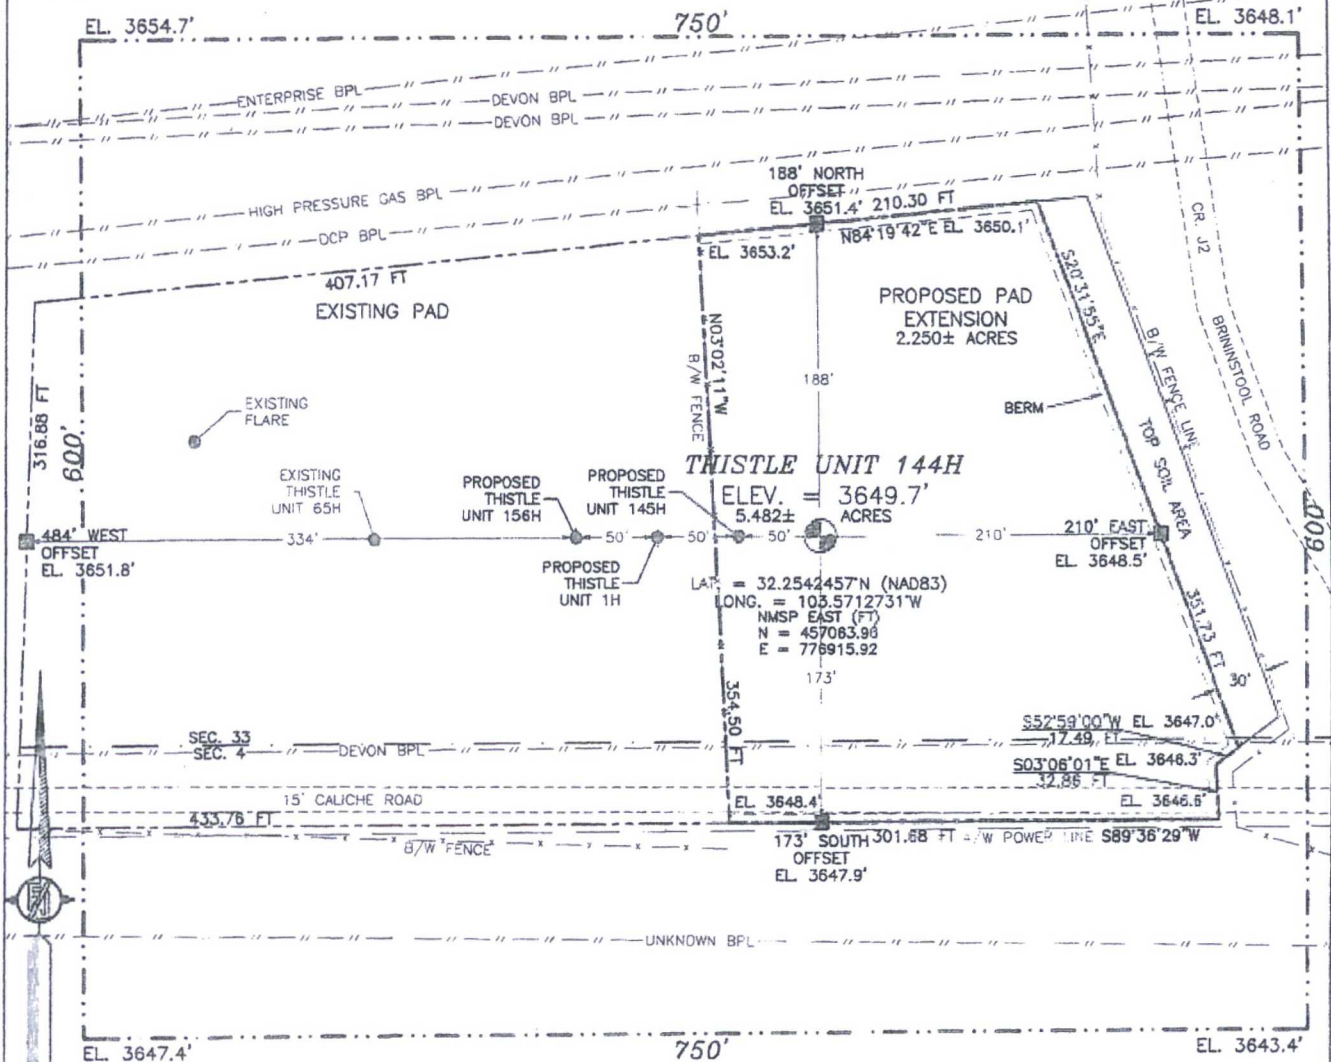 EL. 3654.7'
750'
EL. 3648.1'
ENTERPRISE BPL
DEVON BPL
DEVON BPL
HIGH PRESSURE GAS BPL
DCP BPL
188' NORTH
OFFSET
EL. 3651.4'
210.30 FT
N84°19'42"E
EL 3650.1'
EL. 3653.2'
407.17 FT
EXISTING PAD
PROPOSED PAD
EXTENSION
2.250± ACRES
CR. J2
BRININSTOOL ROAD
S20°31'55"E
B/W FENCE LINE
BERM
TOP SOIL AREA
N03°02'11"W
B/W FENCE
188'
316.88 FT
600'
EXISTING
FLARE
EXISTING
THISTLE
UNIT 65H
PROPOSED
THISTLE
UNIT 156H
PROPOSED
THISTLE
UNIT 145H
THISTLE UNIT 144H
ELEV. = 3649.7'
5.482± ACRES
484' WEST
OFFSET
EL. 3651.8'
334'
50'
50'
50'
210'
210' EAST
OFFSET
EL. 3648.5'
600'
PROPOSED
THISTLE
UNIT 1H
LAT. = 32.2542457°N (NAD83)
LONG. = 103.5712731°W
NMSP EAST (FT)
N = 457083.96
E = 776915.92
173'
351.73 FT
30'
354.50 FT
SEC. 33
SEC. 4
DEVON BPL
S52°59'00"W
EL 3647.0'
17.49 FT
S03°06'01"E
EL 3646.3'
32.86 FT
15' CALICHE ROAD
433.76 FT
B/W FENCE
EL 3648.4'
EL 3646.6'
173' SOUTH
OFFSET
EL. 3647.9'
301.68 FT
POWER LINE
S89°36'29"W
UNKNOWN BPL
EL. 3647.4'
750'
EL. 3643.4'